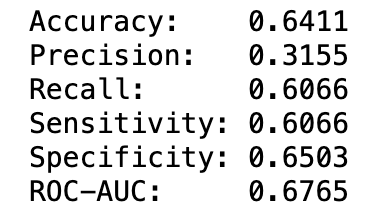 Accuracy: 0.6411
Precision: 0.3155
Recall: 0.6066
Sensitivity: 0.6066
Specificity: 0.6503
ROC-AUC: 0.6765